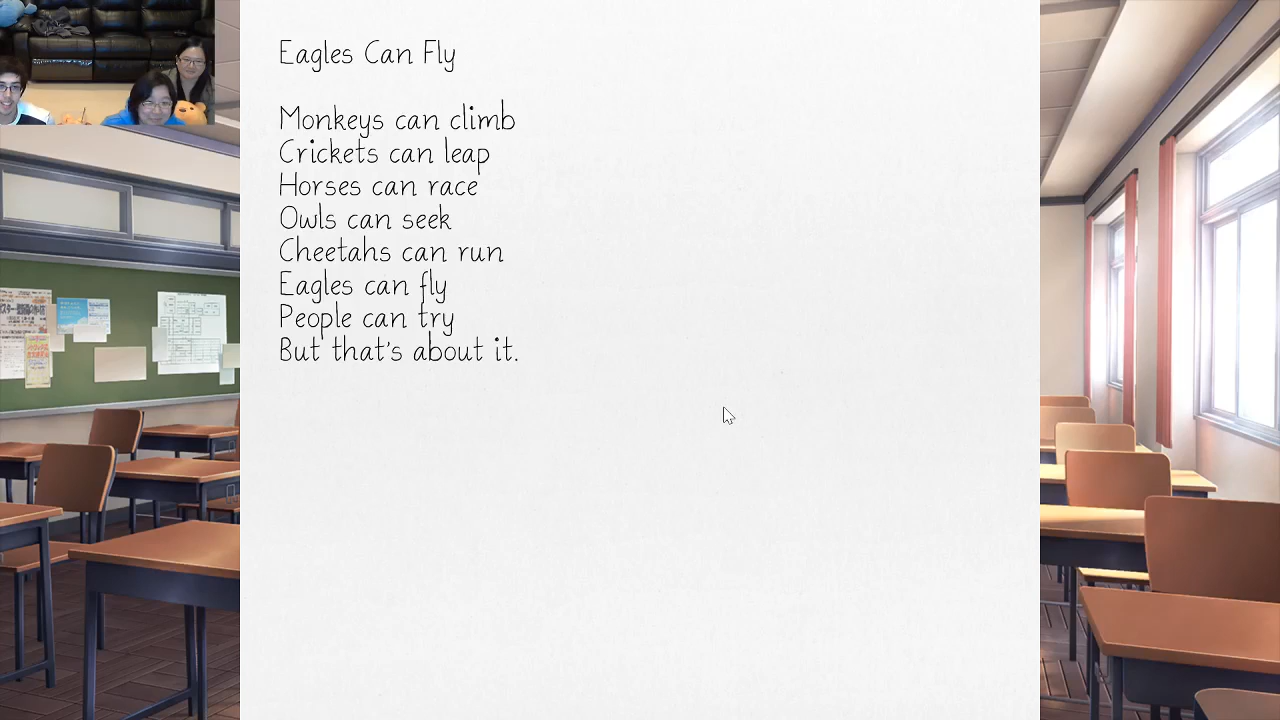 Eagles Can Fly
Monkeys can climb
Crickets can leap
Horses can race
Owls can seek
Cheetahs can run
Eagles can fly
People can try
But that's about it.